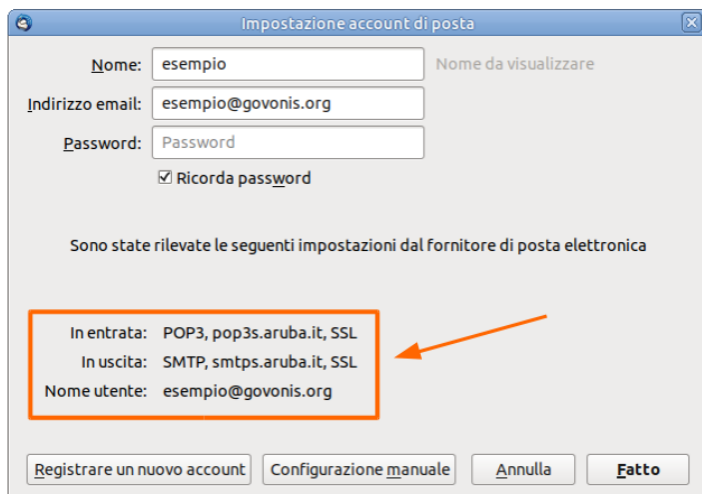 Impostazione account di posta
Nome: esempio Nome da visualizzare
Indirizzo email: esempio@govonis.org
Password: Password
Ricorda password
Sono state rilevate le seguenti impostazioni dal fornitore di posta elettronica
In entrata: POP3, pop3s.aruba.it, SSL
In uscita: SMTP, smtps.aruba.it, SSL
Nome utente: esempio@govonis.org
Registrare un nuovo account Configurazione manuale Annulla Fatto